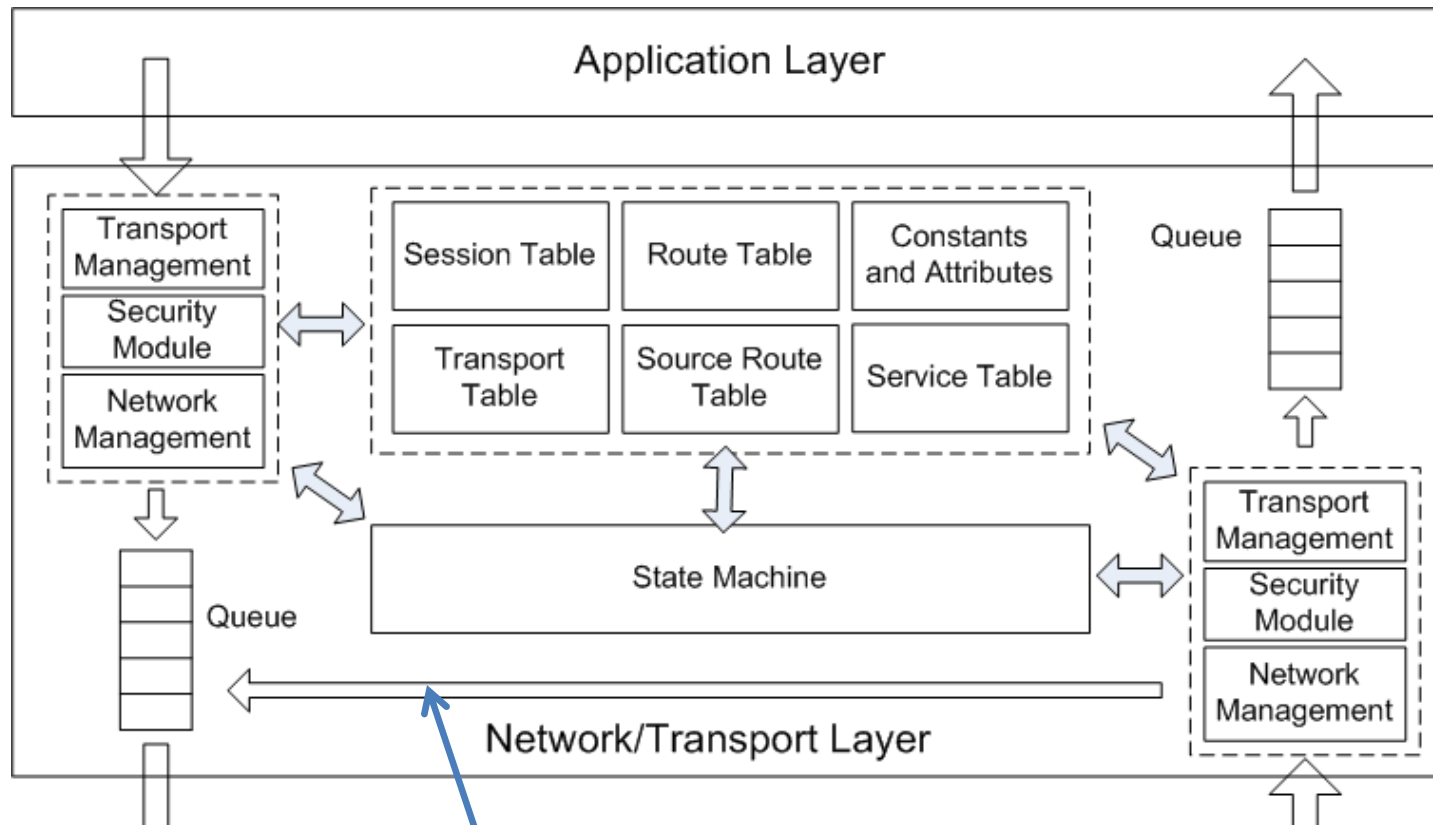 Application Layer
Transport
Management
Security
Module
Network
Management
Session Table
Route Table
Constants
and Attributes
Transport
Table
Source Route
Table
Service Table
Queue
State Machine
Queue
Transport
Management
Security
Module
Network
Management
Network/Transport Layer